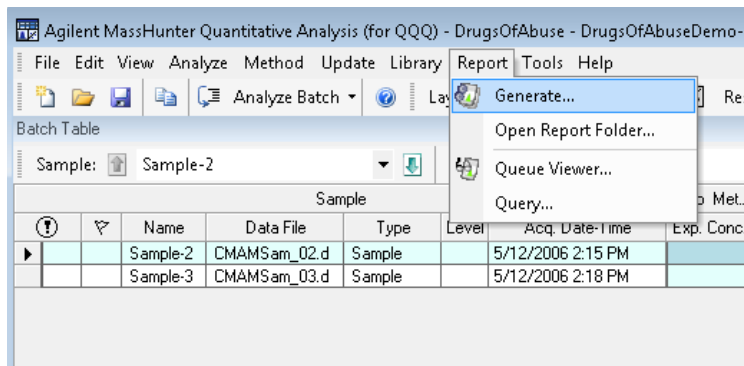 Agilent MassHunter Quantitative Analysis (for QQQ) - DrugsOfAbuse - DrugsOfAbuseDemo-
File Edit View Analyze Method Update Library Report Tools Help
Analyze Batch
Generate...
Batch Table
Open Report Folder...
Sample: Sample-2
Queue Viewer...
Sample
Query...
Name Data File Type Level Acq. Date-Time Exp. Conc
Sample-2 CMAMSam_02.d Sample 5/12/2006 2:15 PM
Sample-3 CMAMSam_03.d Sample 5/12/2006 2:18 PM